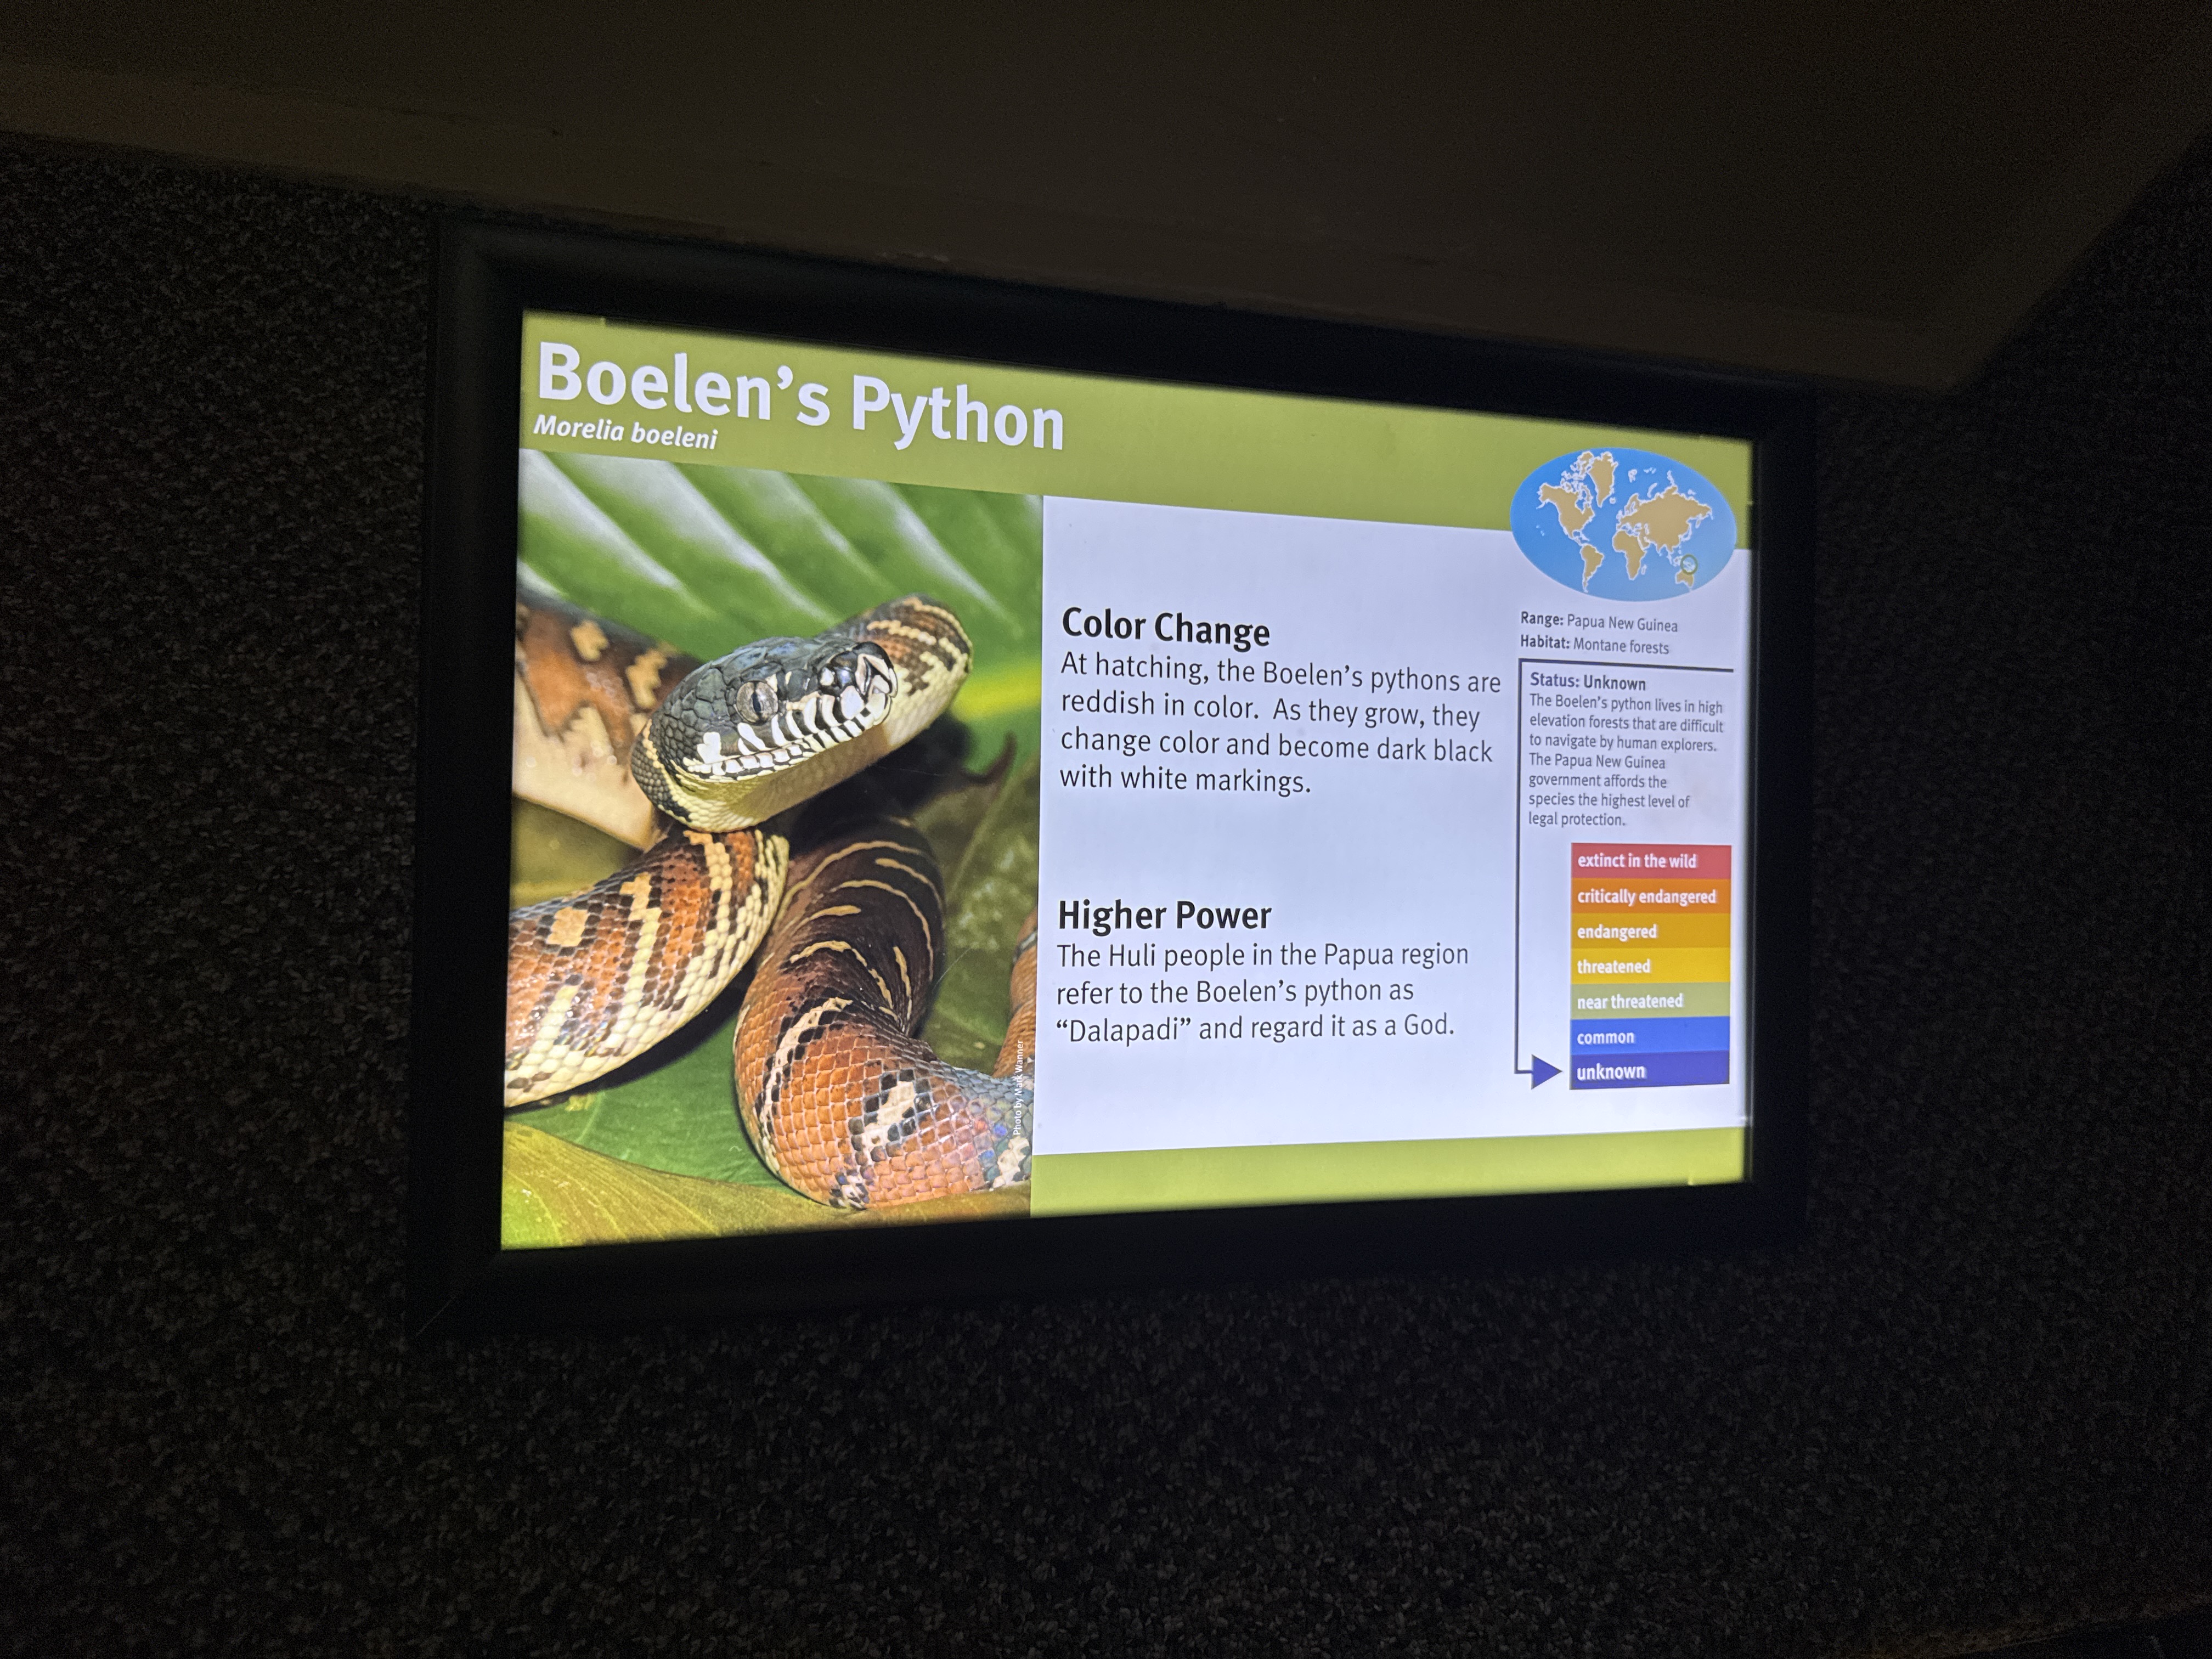 Boelen's Python
Morelia boeleni
Color Change
At hatching, the Boelen's pythons are
reddish in color.  As they grow, they
change color and become dark black
with white markings.
Higher Power
The Huli people in the Papua region
refer to the Boelen's python as
“Dalapadi” and regard it as a God.
Photo by Mark Wanner
Range: Papua New Guinea
Habitat: Montane forests
Status: Unknown
The Boelen's python lives in high
elevation forests that are difficult
to navigate by human explorers.
The Papua New Guinea
government affords the
species the highest level of
legal protection.
extinct in the wild
critically endangered
endangered
threatened
near threatened
common
unknown